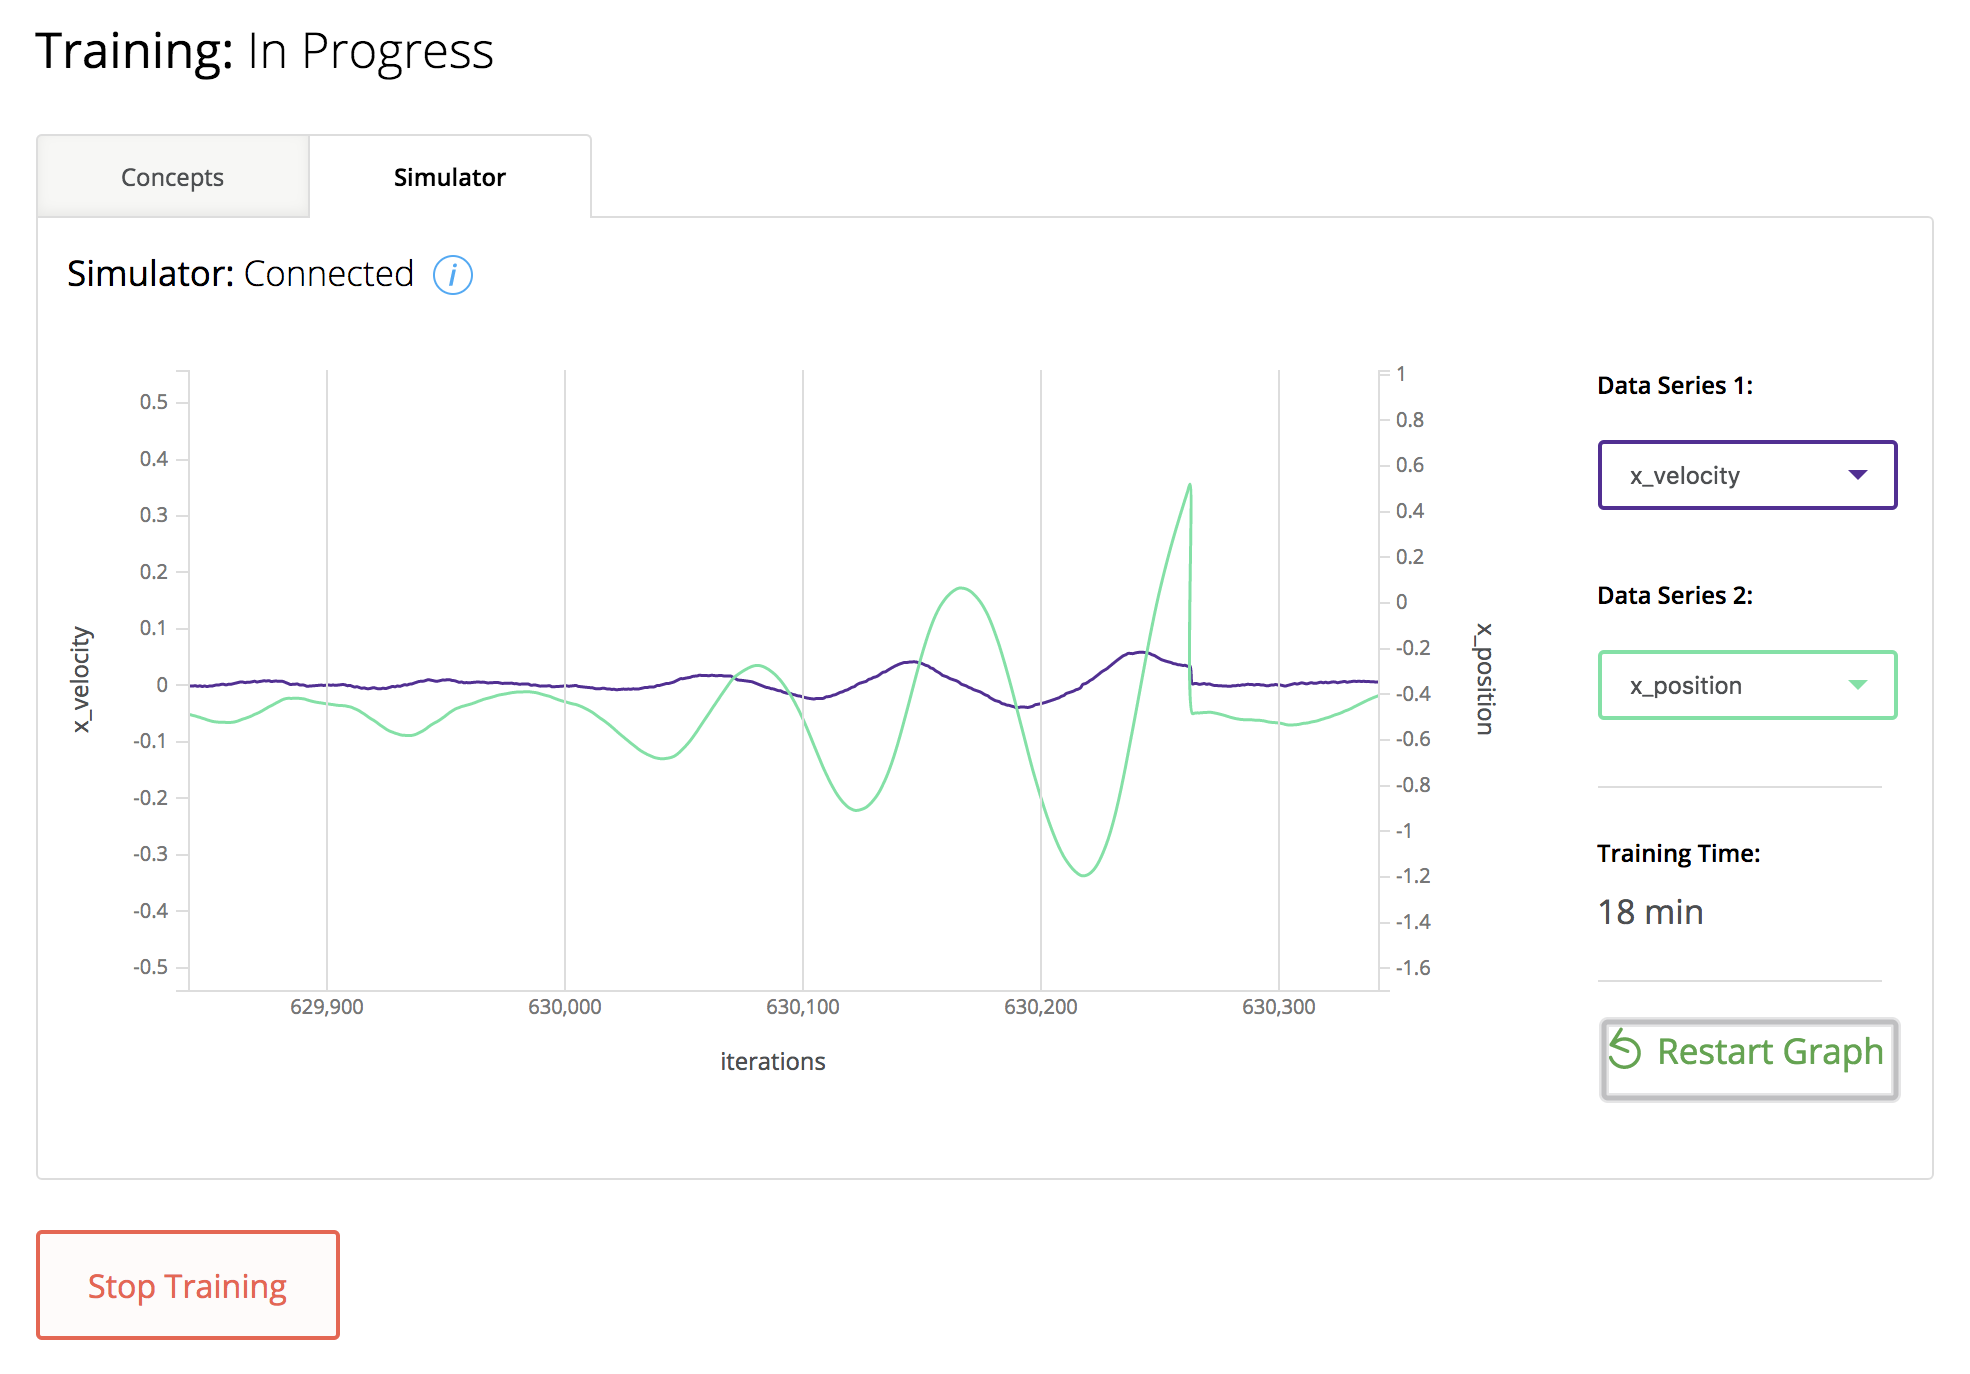 Training: In Progress
Concepts
Simulator
Simulator: Connected i
0.5
0.4
0.3
0.2
0.1
0
-0.1
-0.2
-0.3
-0.4
-0.5
x_velocity
1
0.8
0.6
0.4
0.2
0
-0.2
-0.4
-0.6
-0.8
-1
-1.2
-1.4
-1.6
x_position
629,900
630,000
630,100
630,200
630,300
iterations
Data Series 1:
x_velocity
Data Series 2:
x_position
Training Time:
18 min
Restart Graph
Stop Training